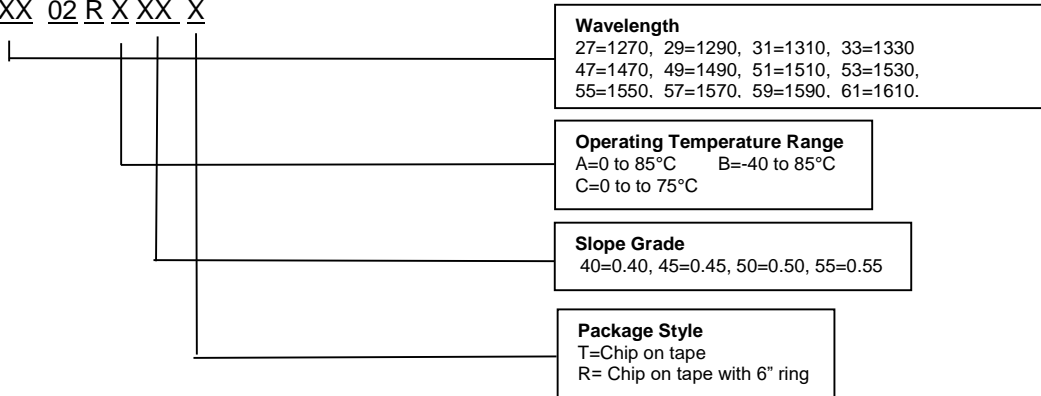 XX 02 R X XX X
Wavelength
27=1270, 29=1290, 31=1310, 33=1330
47=1470, 49=1490, 51=1510, 53=1530,
55=1550, 57=1570, 59=1590, 61=1610.
Operating Temperature Range
A=0 to 85°C B=-40 to 85°C
C=0 to to 75°C
Slope Grade
40=0.40, 45=0.45, 50=0.50, 55=0.55
Package Style
T=Chip on tape
R= Chip on tape with 6” ring